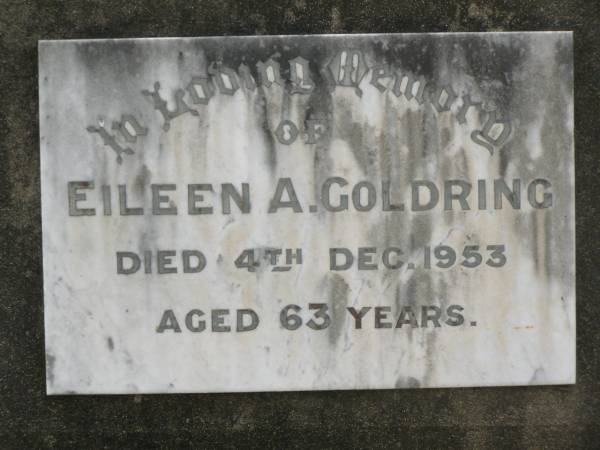 In Loving Memory
OF
EILEEN A. GOLDRING
DIED 4TH DEC. 1953
AGED 63 YEARS.